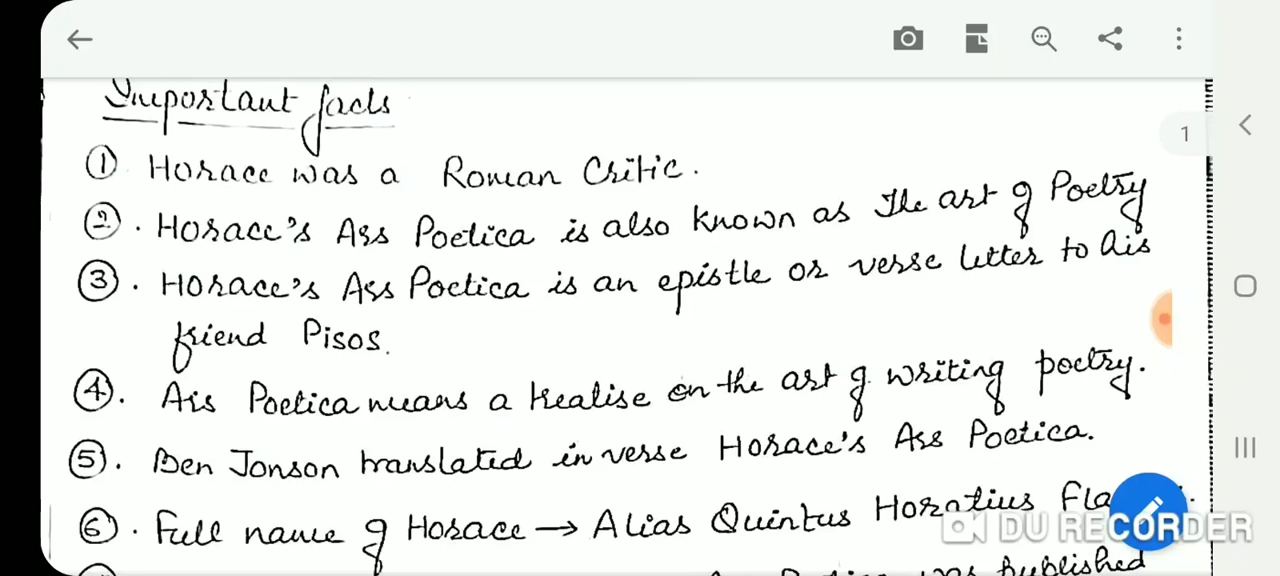 1
Important facts
① Horace was a Roman Critic.
②. Horace's Ars Poetica is also known as The art of Poetry
③. Horace's Ars Poetica is an epistle or verse letter to his
friend Pisos.
④. Ars Poetica means a treatise on the art of writing poetry.
⑤. Ben Jonson translated in verse Horace's Ars Poetica.
⑥. Full name of Horace → Alias Quintus Horatius
Poetica was published
DU RECORDER